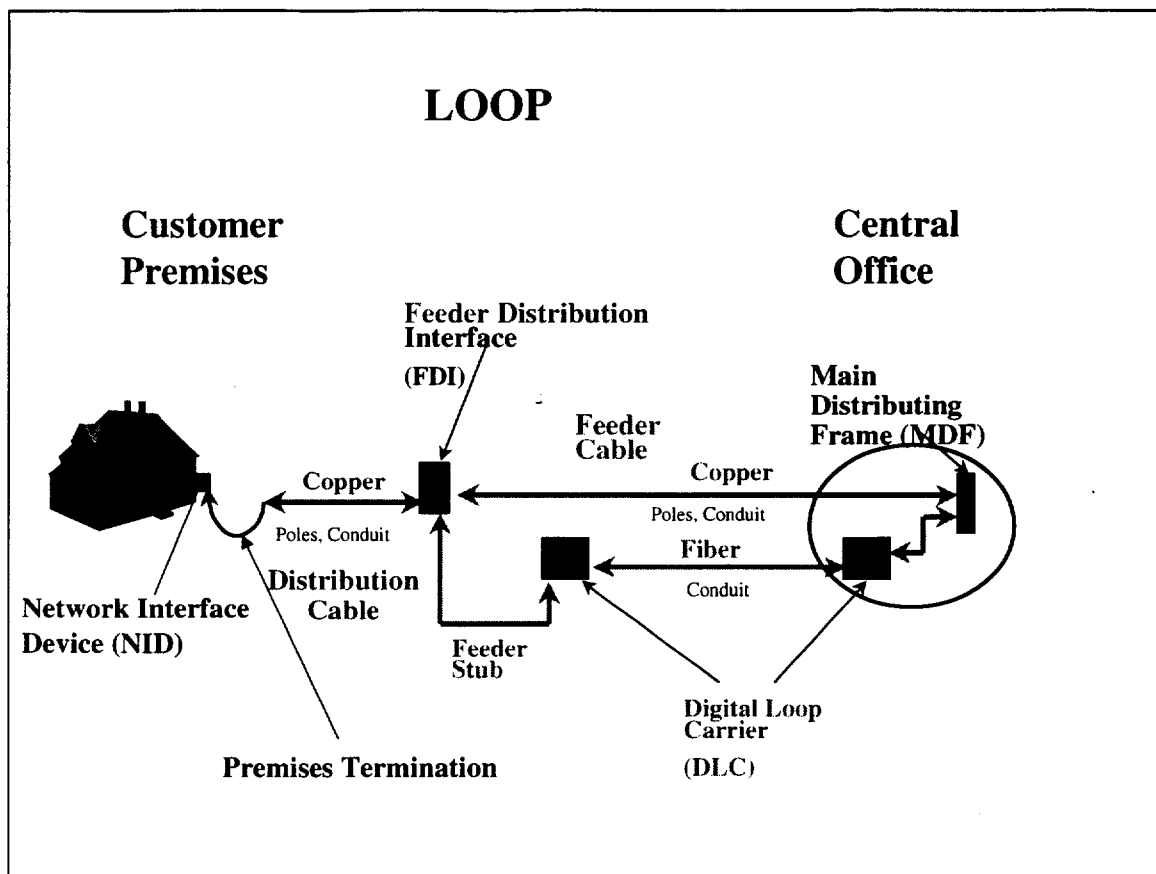 LOOP
Customer
Premises
Central
Office
Feeder Distribution
Interface
(FDI)
Main
Distributing
Frame (MDF)
Feeder
Cable
Copper
Copper
Poles, Conduit
Poles, Conduit
Fiber
Conduit
Distribution
Cable
Network Interface
Device (NID)
Feeder
Stub
Digital Loop
Carrier
(DLC)
Premises Termination